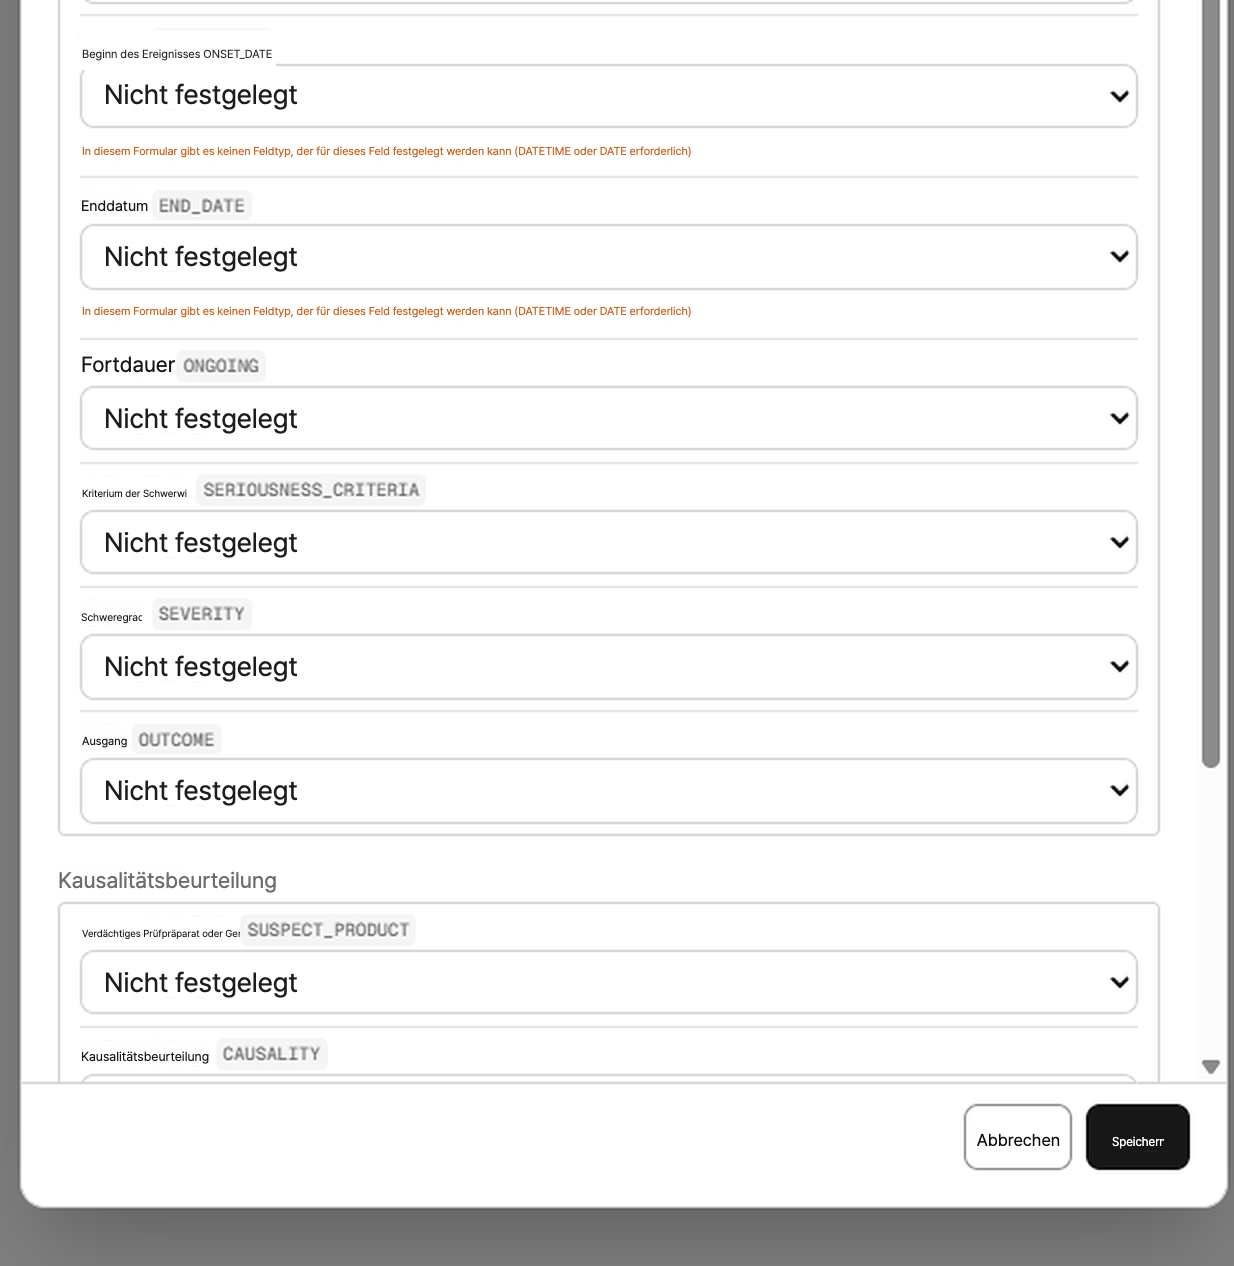 Beginn des Ereignisses ONSET_DATE
Nicht festgelegt
In diesem Formular gibt es keinen Feldtyp, der für dieses Feld festgelegt werden kann (DATETIME oder DATE erforderlich)
Enddatum END_DATE
Nicht festgelegt
In diesem Formular gibt es keinen Feldtyp, der für dieses Feld festgelegt werden kann (DATETIME oder DATE erforderlich)
Fortdauer ONGOING
Nicht festgelegt
Kriterium der Schwerwi SERIOUSNESS_CRITERIA
Nicht festgelegt
Schweregrad SEVERITY
Nicht festgelegt
Ausgang OUTCOME
Nicht festgelegt
Kausalitätsbeurteilung
Verdächtiges Prüfpräparat oder Ger SUSPECT_PRODUCT
Nicht festgelegt
Kausalitätsbeurteilung CAUSALITY
Abbrechen
Speichern